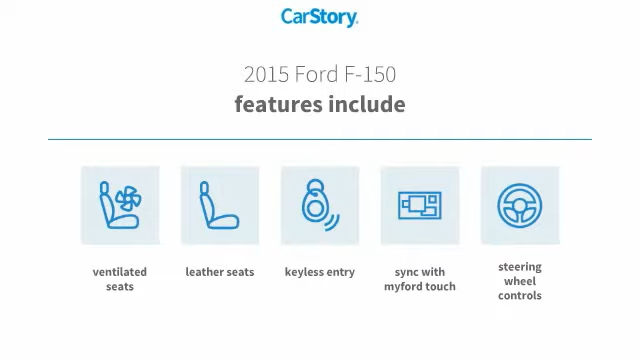 CarStory
2015 Ford F-150
features include
ventilated
seats
leather seats
keyless entry
sync with
myford touch
steering
wheel
controls